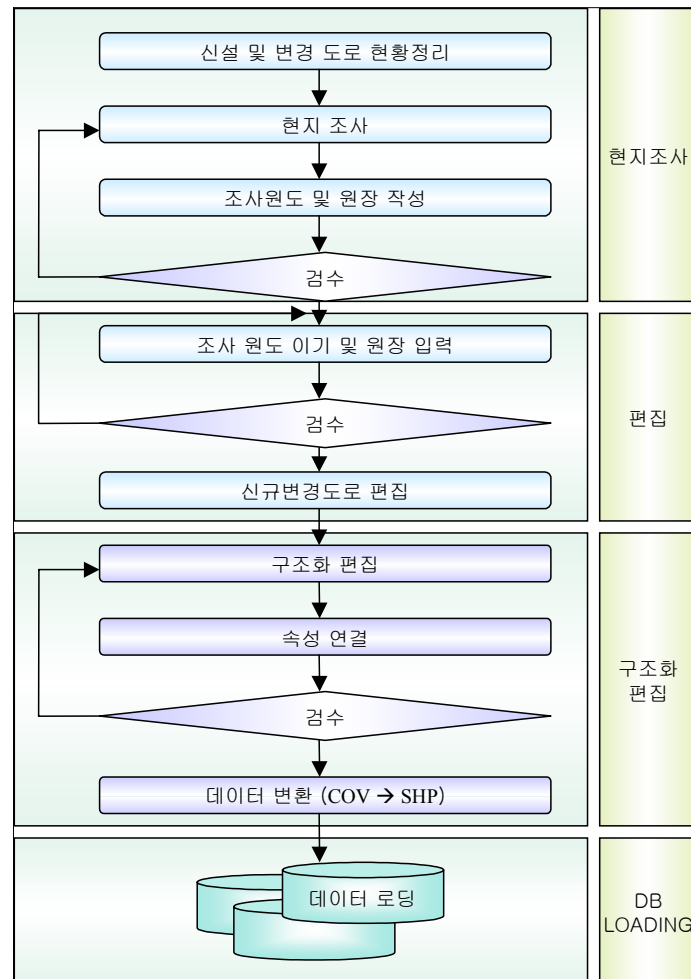 신설 및 변경 도로 현황정리
현지 조사
조사원도 및 원장 작성
검수
현지조사
조사 원도 이기 및 원장 입력
검수
신규변경도로 편집
편집
구조화 편집
속성 연결
검수
데이터 변환 (COV → SHP)
구조화
편집
데이터 로딩
DB
LOADING